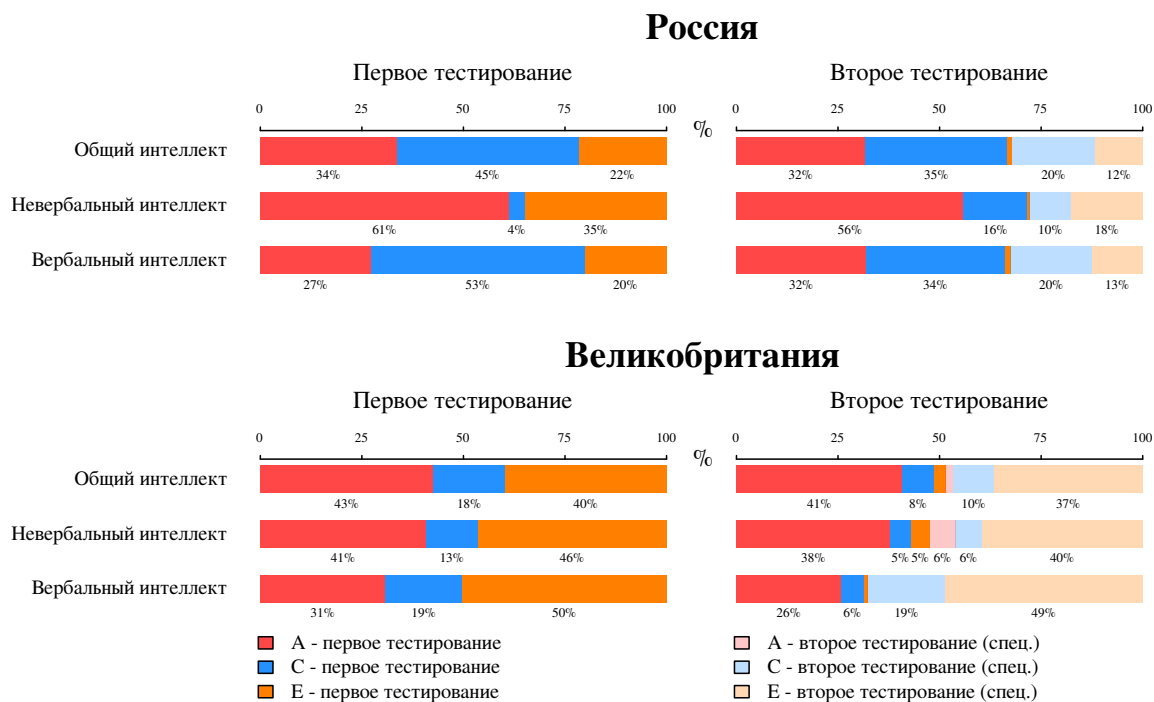 Россия
Первое тестирование Второе тестирование
0 25 50 75 100 % 0 25 50 75 100
Общий интеллект
34% 45% 22% 32% 35% 20% 12%
Невербальный интеллект
61% 4% 35% 56% 16% 10% 18%
Вербальный интеллект
27% 53% 20% 32% 34% 20% 13%
Великобритания
Первое тестирование Второе тестирование
0 25 50 75 100 % 0 25 50 75 100
Общий интеллект
43% 18% 40% 41% 8% 10% 37%
Невербальный интеллект
41% 13% 46% 38% 5% 5% 6% 6% 40%
Вербальный интеллект
31% 19% 50% 26% 6% 19% 49%
A - первое тестирование A - второе тестирование (спец.)
C - первое тестирование C - второе тестирование (спец.)
E - первое тестирование E - второе тестирование (спец.)